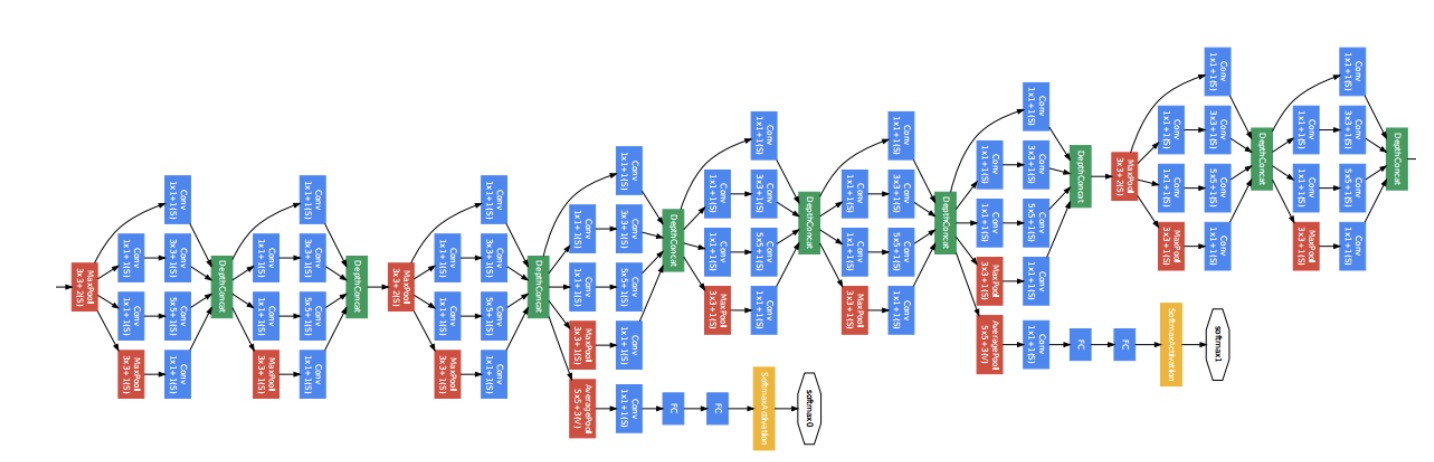 MaxPool
3x3+2(S)
Conv
1x1+1(S)
Conv
1x1+1(S)
MaxPool
3x3+1(S)
Conv
1x1+1(S)
Conv
3x3+1(S)
Conv
5x5+1(S)
Conv
1x1+1(S)
DepthConcat
Conv
1x1+1(S)
Conv
1x1+1(S)
MaxPool
3x3+1(S)
Conv
1x1+1(S)
Conv
3x3+1(S)
Conv
5x5+1(S)
Conv
1x1+1(S)
DepthConcat
MaxPool
3x3+2(S)
Conv
1x1+1(S)
Conv
1x1+1(S)
MaxPool
3x3+1(S)
Conv
1x1+1(S)
Conv
3x3+1(S)
Conv
5x5+1(S)
Conv
1x1+1(S)
DepthConcat
Conv
1x1+1(S)
Conv
1x1+1(S)
MaxPool
3x3+1(S)
AveragePool
5x5+3(V)
Conv
1x1+1(S)
Conv
3x3+1(S)
Conv
5x5+1(S)
Conv
1x1+1(S)
Conv
1x1+1(S)
DepthConcat
FC
Conv
1x1+1(S)
Conv
1x1+1(S)
MaxPool
3x3+1(S)
FC
Conv
1x1+1(S)
Conv
3x3+1(S)
Conv
5x5+1(S)
Conv
1x1+1(S)
SoftmaxActivation
DepthConcat
softmax0
Conv
1x1+1(S)
Conv
1x1+1(S)
MaxPool
3x3+1(S)
Conv
1x1+1(S)
Conv
3x3+1(S)
Conv
5x5+1(S)
Conv
1x1+1(S)
DepthConcat
Conv
1x1+1(S)
Conv
1x1+1(S)
MaxPool
3x3+1(S)
AveragePool
5x5+3(V)
Conv
1x1+1(S)
Conv
3x3+1(S)
Conv
5x5+1(S)
Conv
1x1+1(S)
Conv
1x1+1(S)
DepthConcat
FC
MaxPool
3x3+2(S)
FC
Conv
1x1+1(S)
Conv
1x1+1(S)
MaxPool
3x3+1(S)
SoftmaxActivation
Conv
1x1+1(S)
Conv
3x3+1(S)
Conv
5x5+1(S)
Conv
1x1+1(S)
softmax1
DepthConcat
Conv
1x1+1(S)
Conv
1x1+1(S)
MaxPool
3x3+1(S)
Conv
1x1+1(S)
Conv
3x3+1(S)
Conv
5x5+1(S)
Conv
1x1+1(S)
DepthConcat